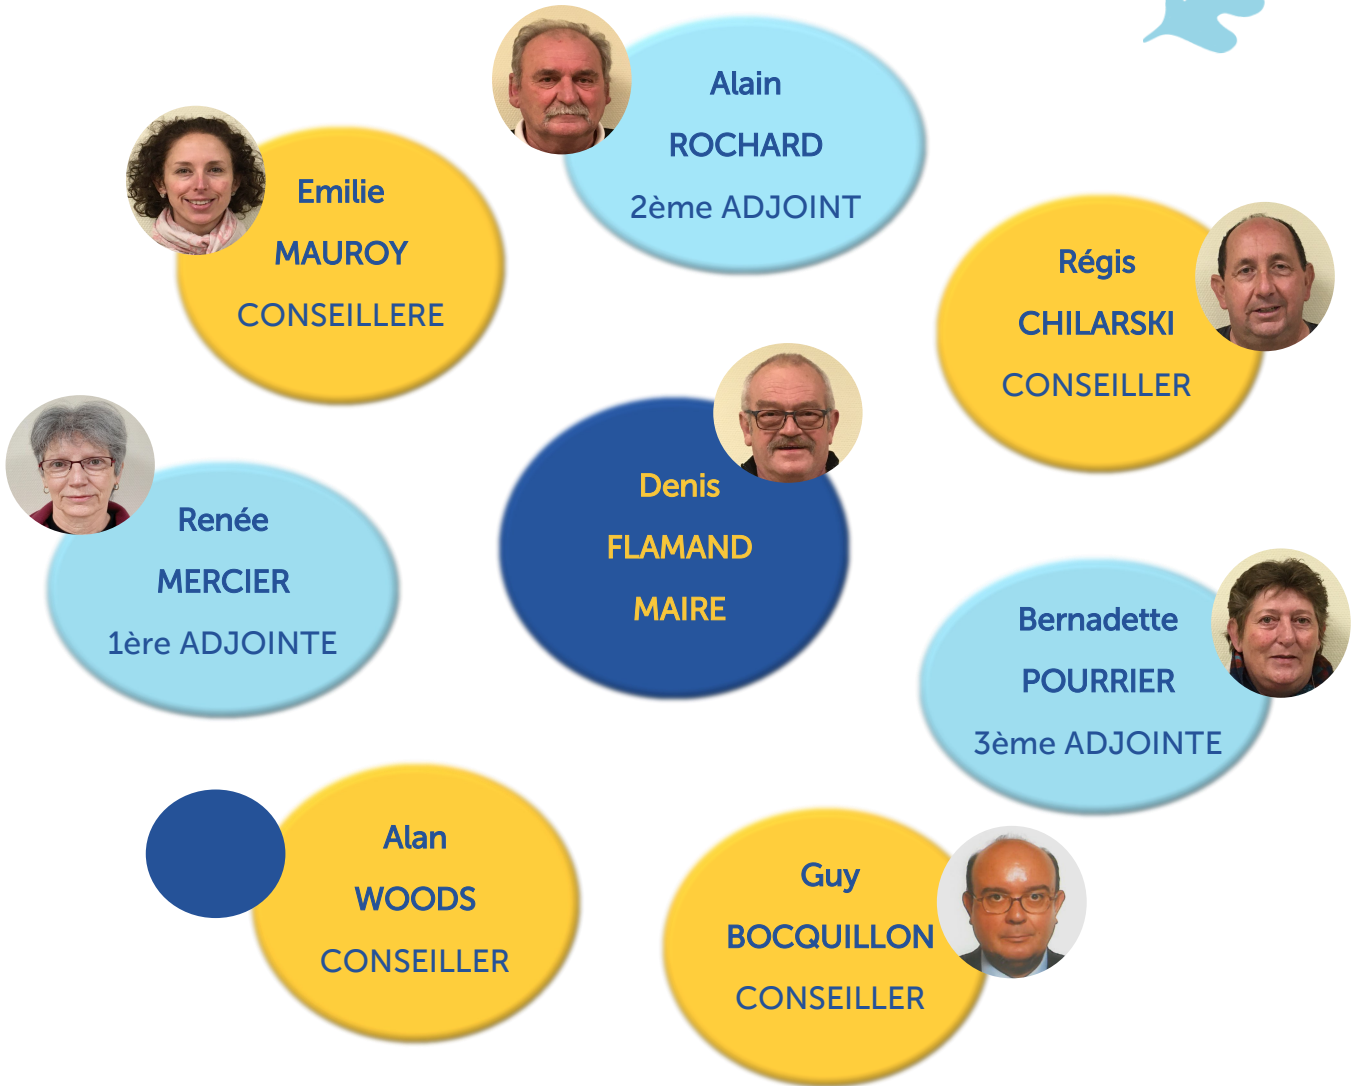 Alain
ROCHARD
2ème ADJOINT
Emilie
MAUROY
CONSEILLERE
Régis
CHILARSKI
CONSEILLER
Denis
FLAMAND
MAIRE
Renée
MERCIER
1ère ADJOINTE
Bernadette
POURRIER
3ème ADJOINTE
Alan
WOODS
CONSEILLER
Guy
BOCQUILLON
CONSEILLER